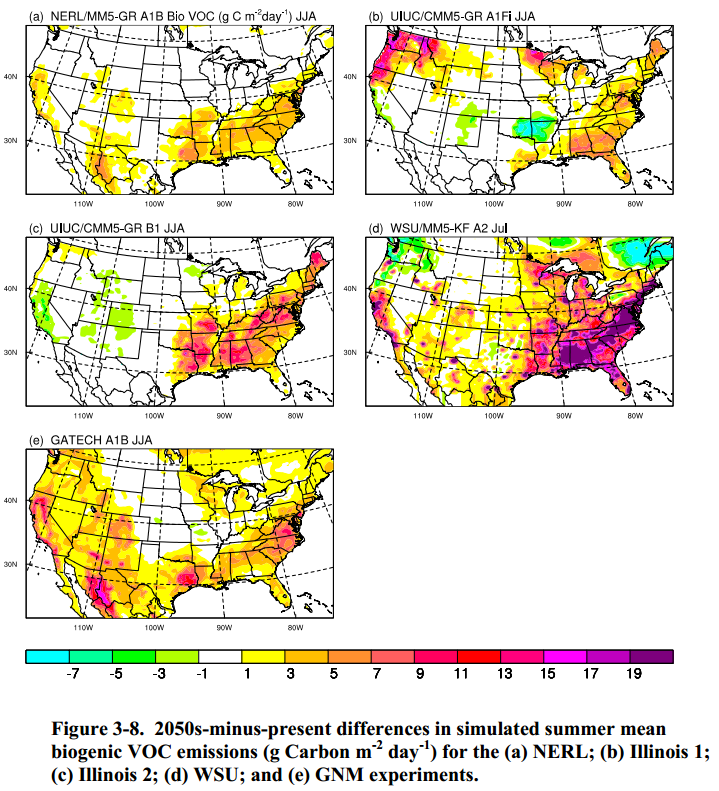 (a) NERL/MM5-GR A1B Bio VOC (g C m⁻²day⁻¹) JJA
(b) UIUC/CMM5-GR A1Fi JJA
40N
30N
40N
30N
110W 100W 90W 80W
110W 100W 90W 80W
(c) UIUC/CMM5-GR B1 JJA
(d) WSU/MM5-KF A2 Jul
40N
30N
40N
30N
110W 100W 90W 80W
110W 100W 90W 80W
(e) GATECH A1B JJA
40N
30N
110W 100W 90W 80W
-7 -5 -3 -1 1 3 5 7 9 11 13 15 17 19
Figure 3-8. 2050s-minus-present differences in simulated summer mean
biogenic VOC emissions (g Carbon m⁻² day⁻¹) for the (a) NERL; (b) Illinois 1;
(c) Illinois 2; (d) WSU; and (e) GNM experiments.